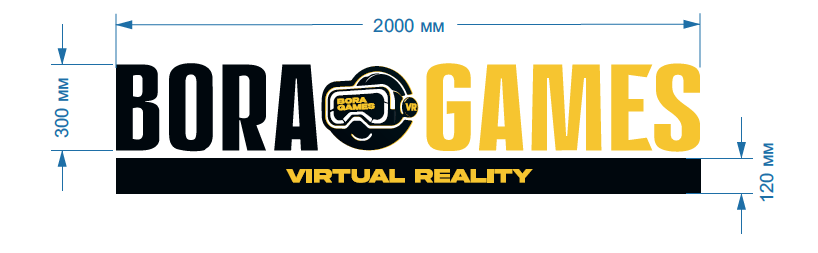 2000 мм
300 мм
BORA GAMES
BORA
GAMES
VR
VIRTUAL REALITY
120 мм